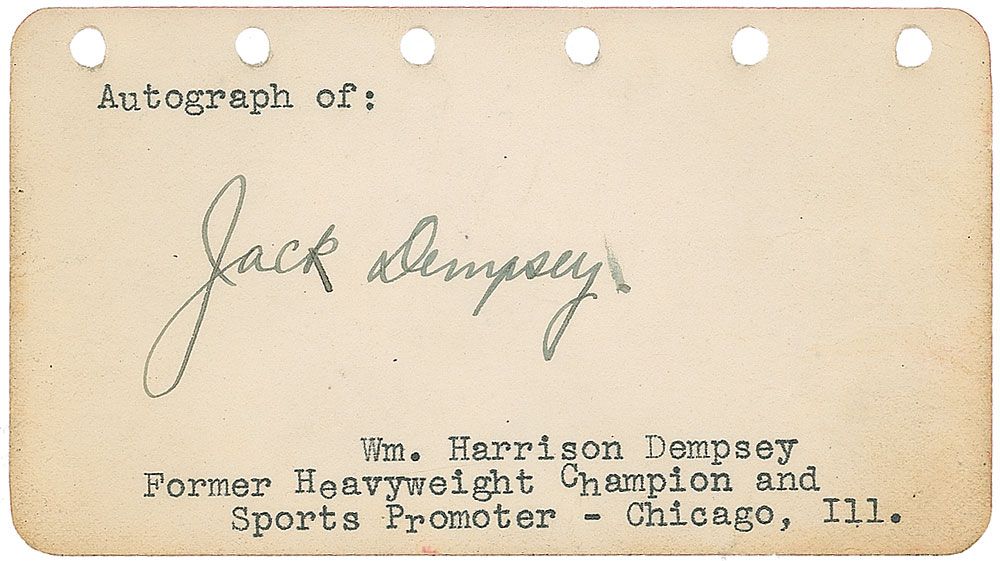 Autograph of:
Jack Dempsey.
Wm. Harrison Dempsey
Former Heavyweight Champion and
Sports Promoter - Chicago, Ill.